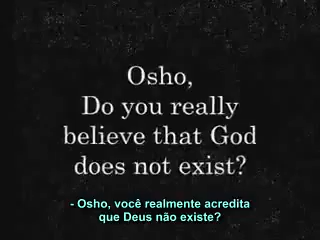 Osho,
Do you really
believe that God
does not exist?
- Osho, você realmente acredita
que Deus não existe?